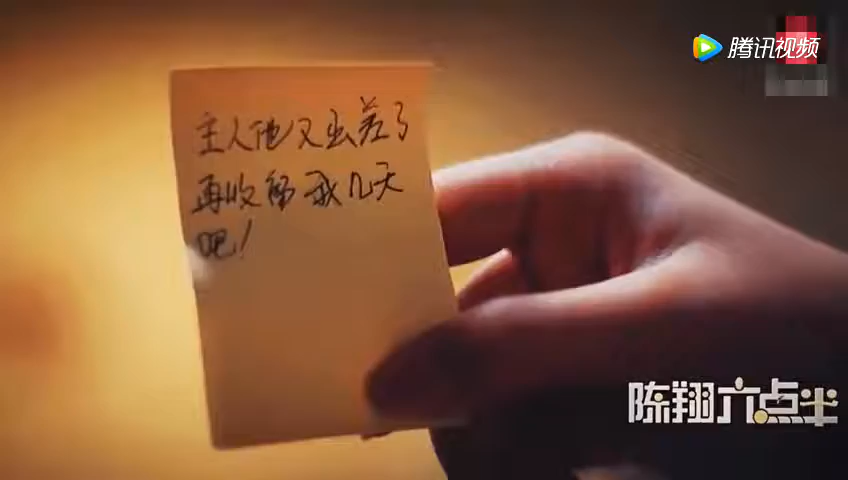 腾讯视频
主人他又出差了
再收留我几天
吧!
陈翔六点半